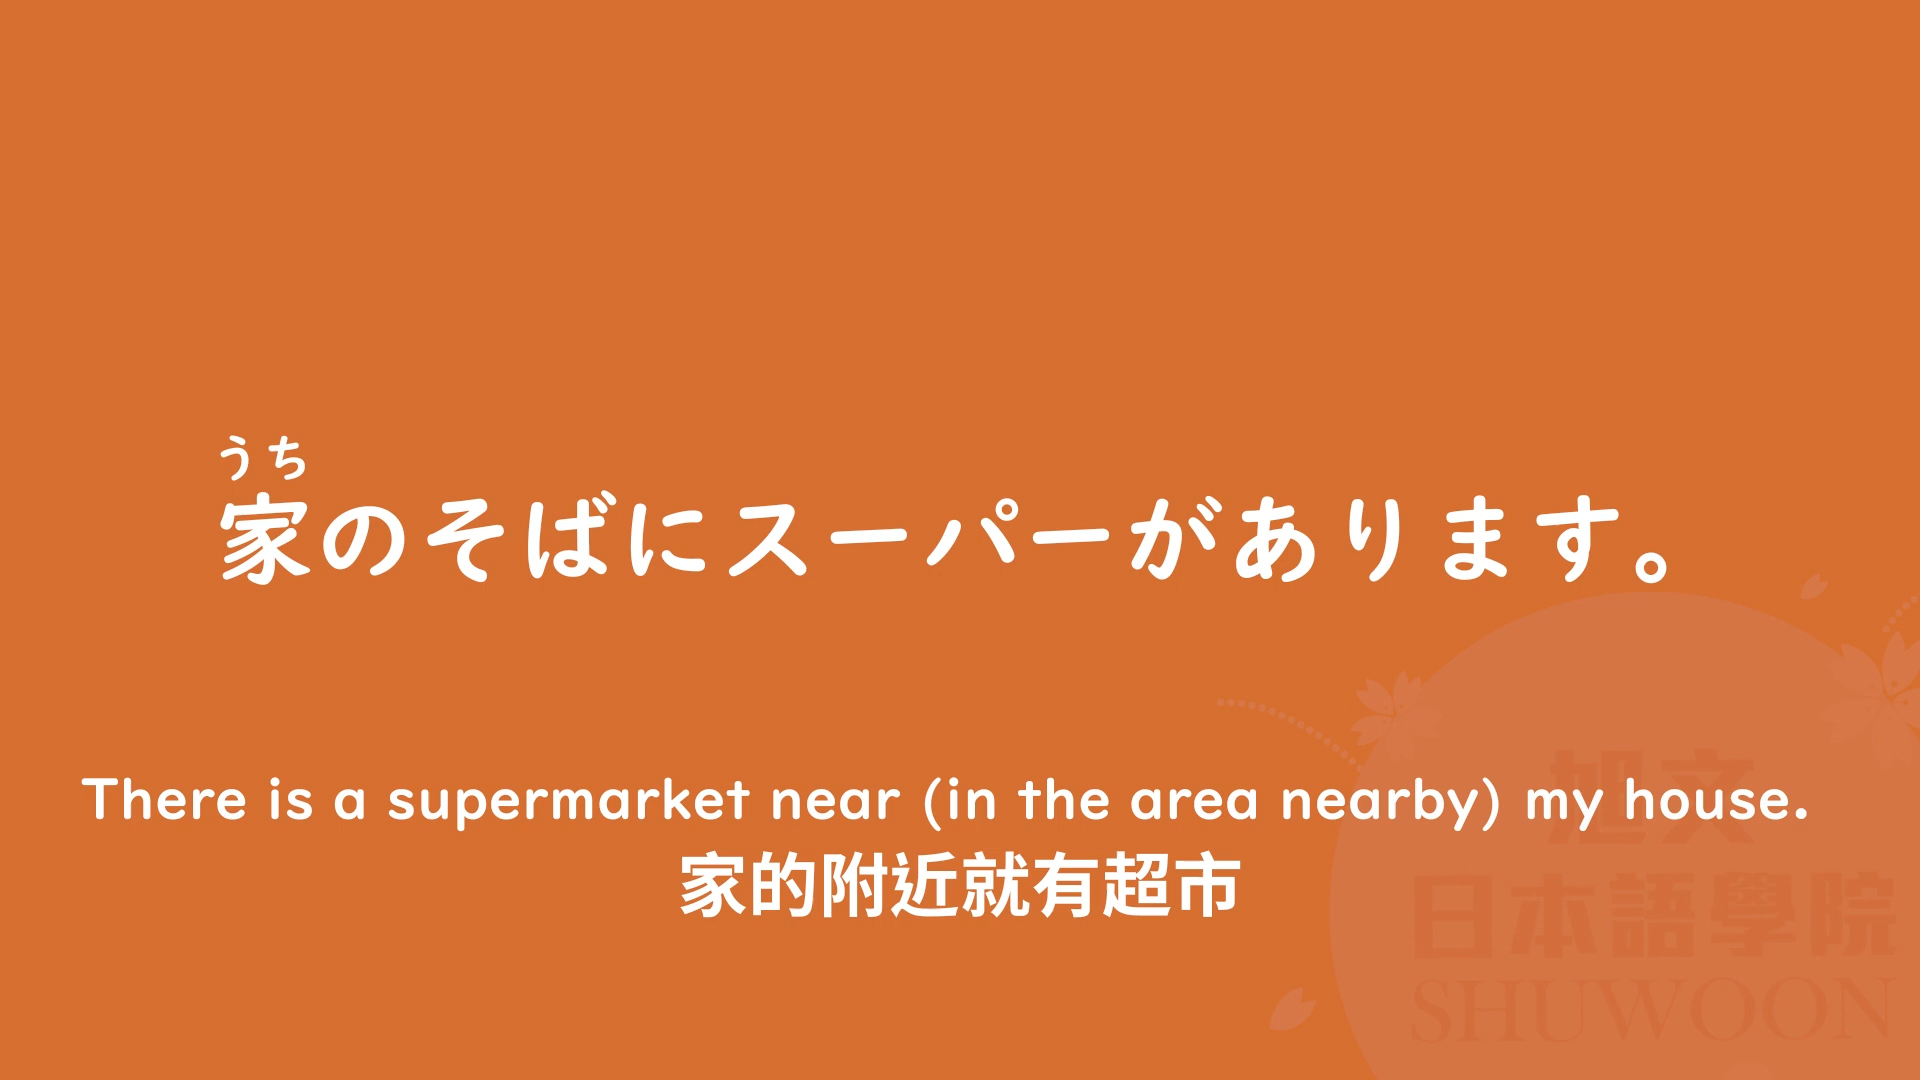 うち
家のそばにスーパーがあります。
There is a supermarket near (in the area nearby) my house.
家的附近就有超市
旭文
日本語學院
SHUWOON